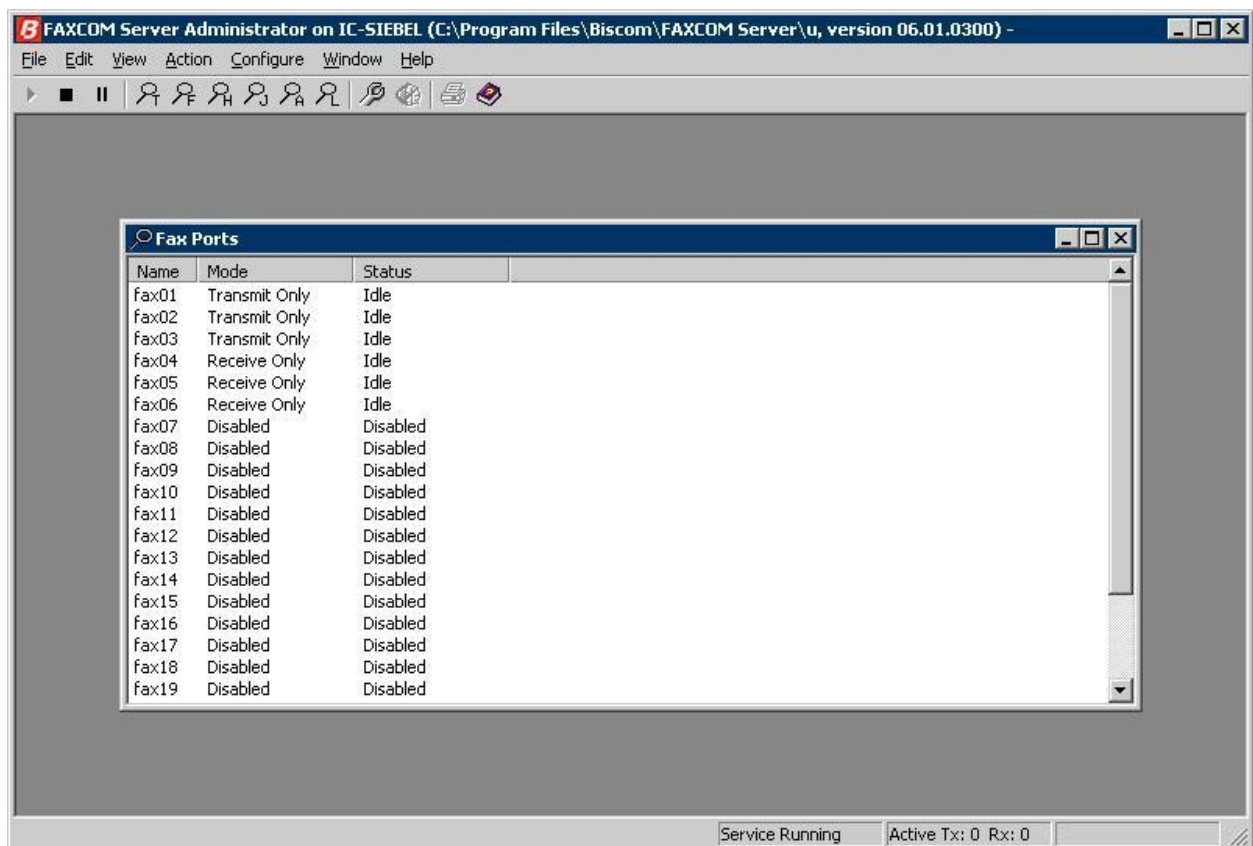 FAXCOM Server Administrator on IC-SIEBEL (C:\Program Files\Biscom\FAXCOM Server\u, version 06.01.0300) -
File Edit View Action Configure Window Help
T F H J A L
Fax Ports
Name Mode Status
fax01 Transmit Only Idle
fax02 Transmit Only Idle
fax03 Transmit Only Idle
fax04 Receive Only Idle
fax05 Receive Only Idle
fax06 Receive Only Idle
fax07 Disabled Disabled
fax08 Disabled Disabled
fax09 Disabled Disabled
fax10 Disabled Disabled
fax11 Disabled Disabled
fax12 Disabled Disabled
fax13 Disabled Disabled
fax14 Disabled Disabled
fax15 Disabled Disabled
fax16 Disabled Disabled
fax17 Disabled Disabled
fax18 Disabled Disabled
fax19 Disabled Disabled
Service Running Active Tx: 0 Rx: 0